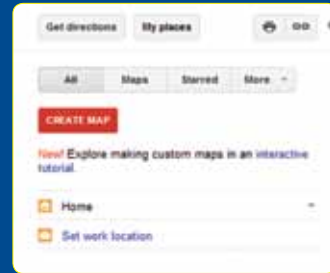 Get directions My places
All Maps Starred More
CREATE MAP
New! Explore making custom maps in an interactive
tutorial.
Home
Set work location